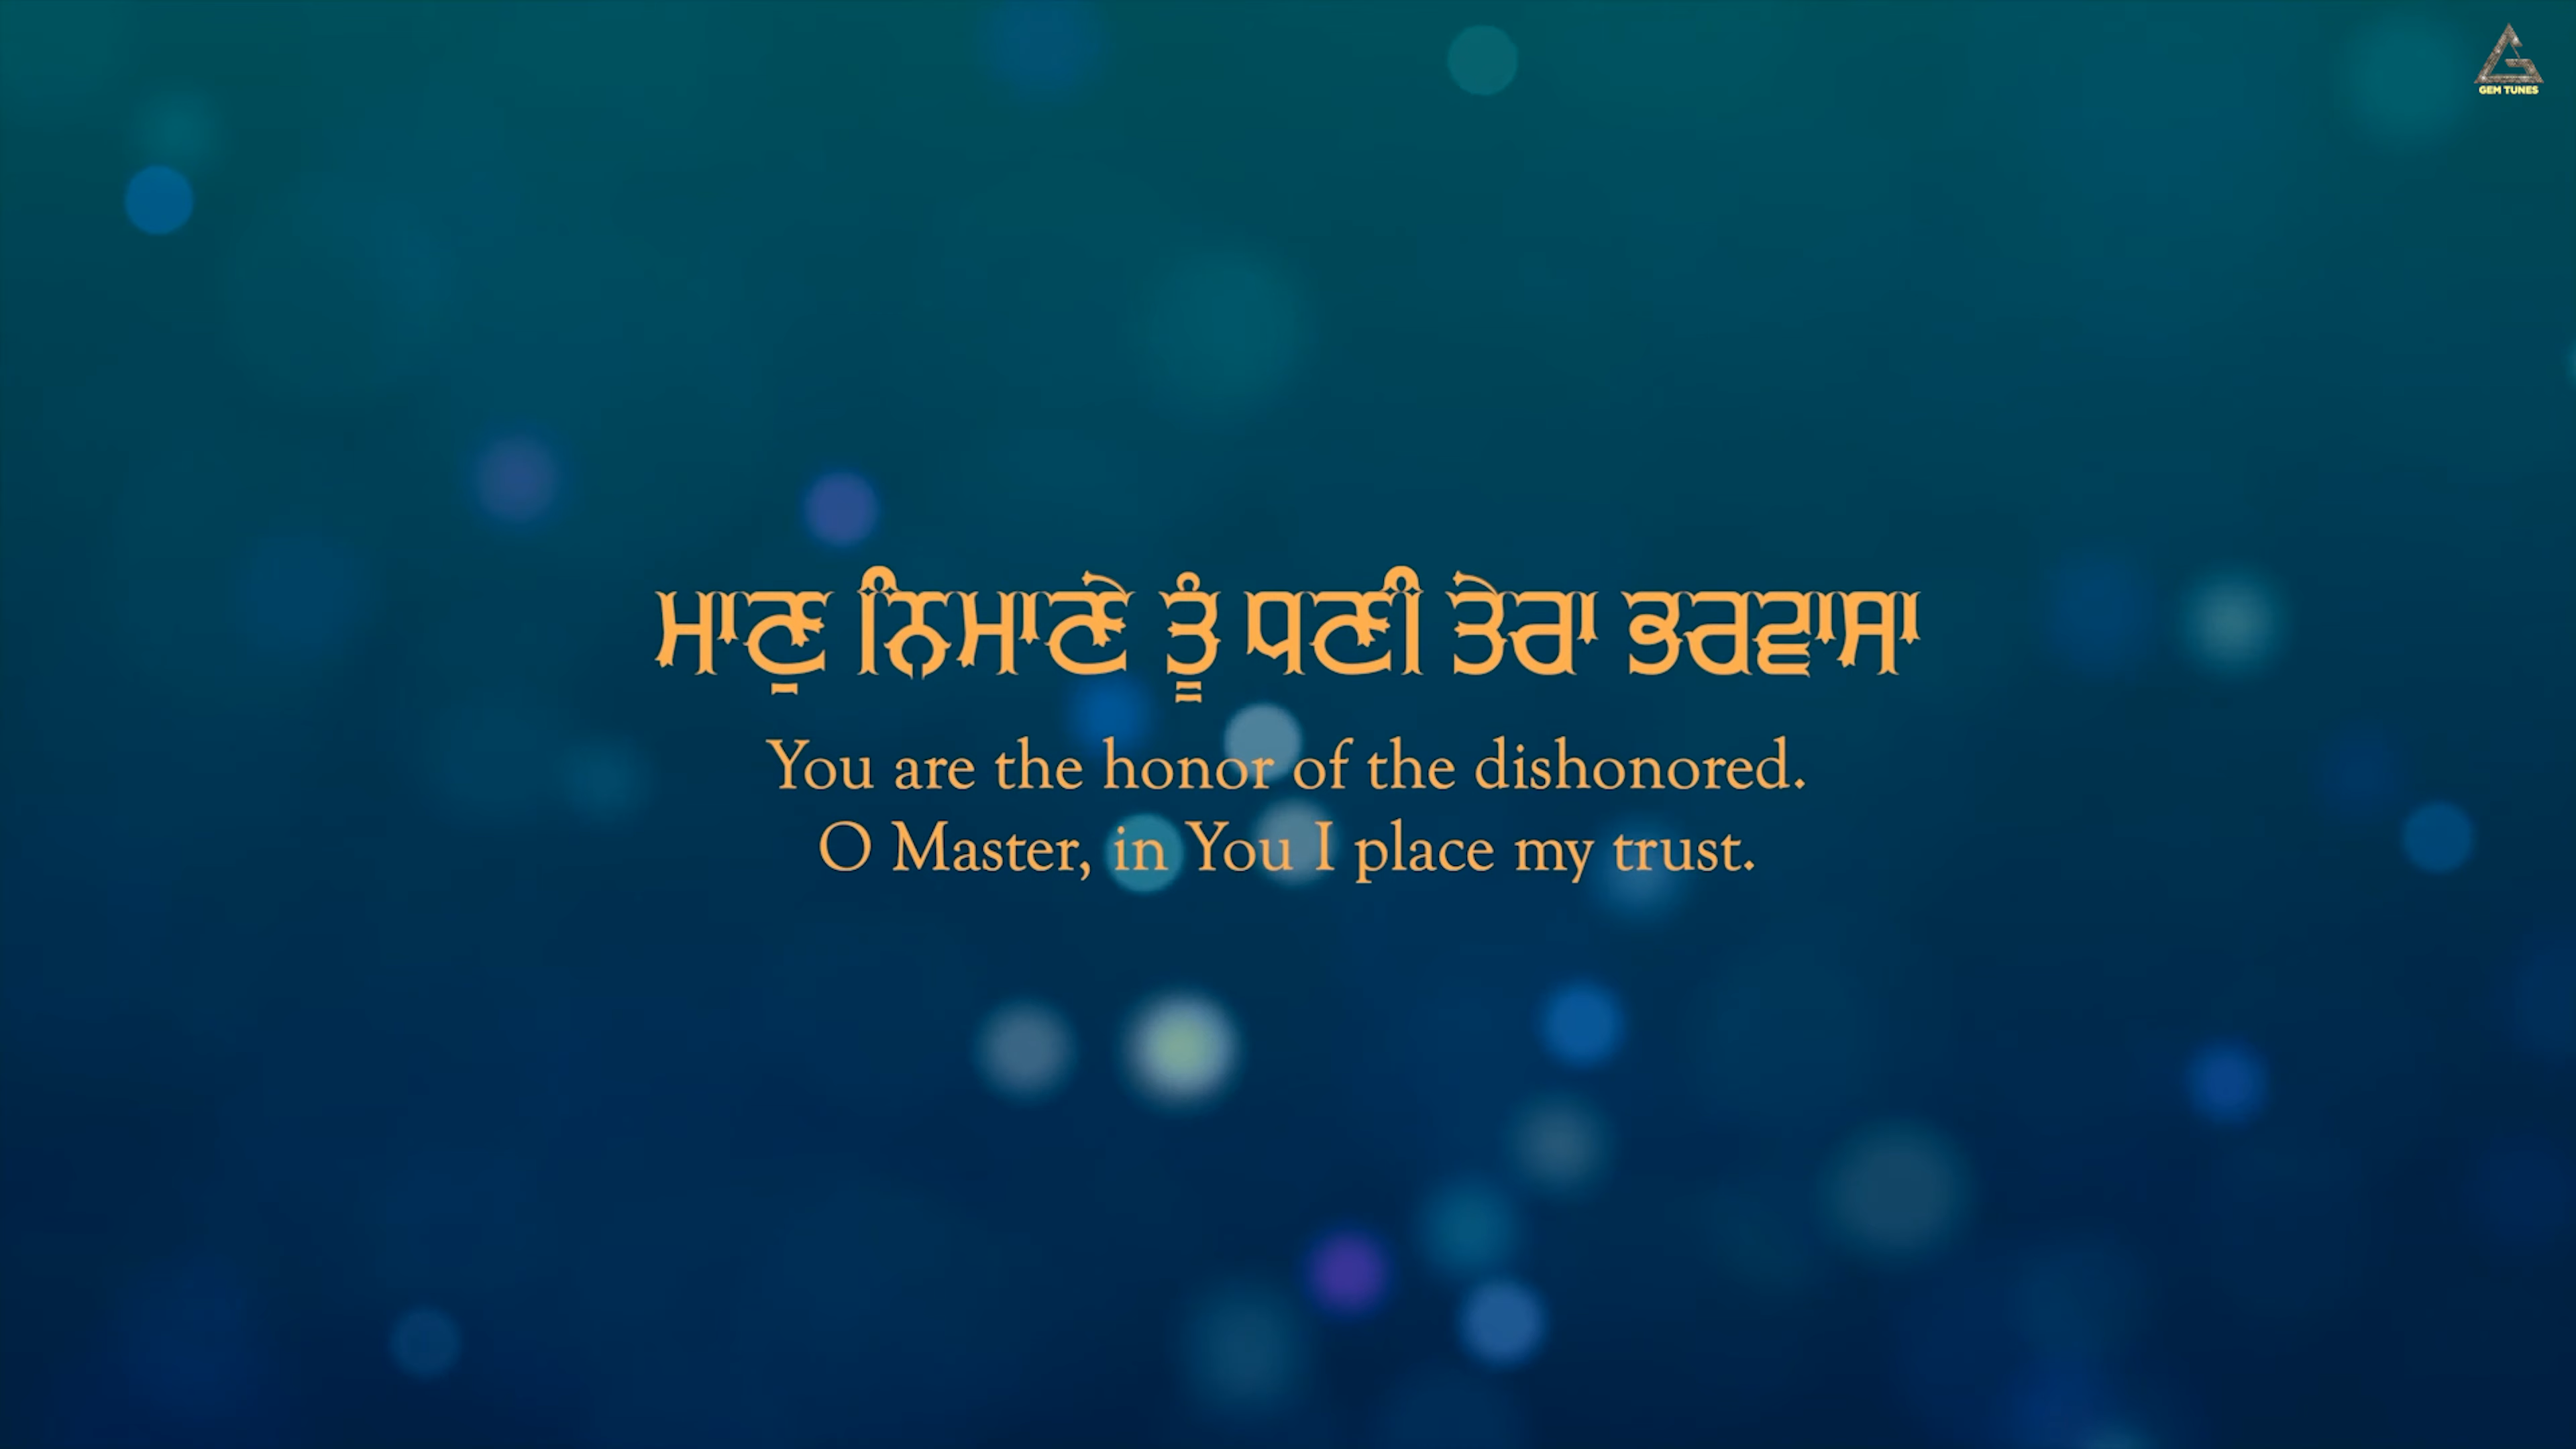 GEM TUNES
ਮਾਣੁ ਨਿਮਾਣੇ ਤੂੰ ਧਣੀ ਤੇਰਾ ਭਰਵਾਸਾ
You are the honor of the dishonored.
O Master, in You I place my trust.